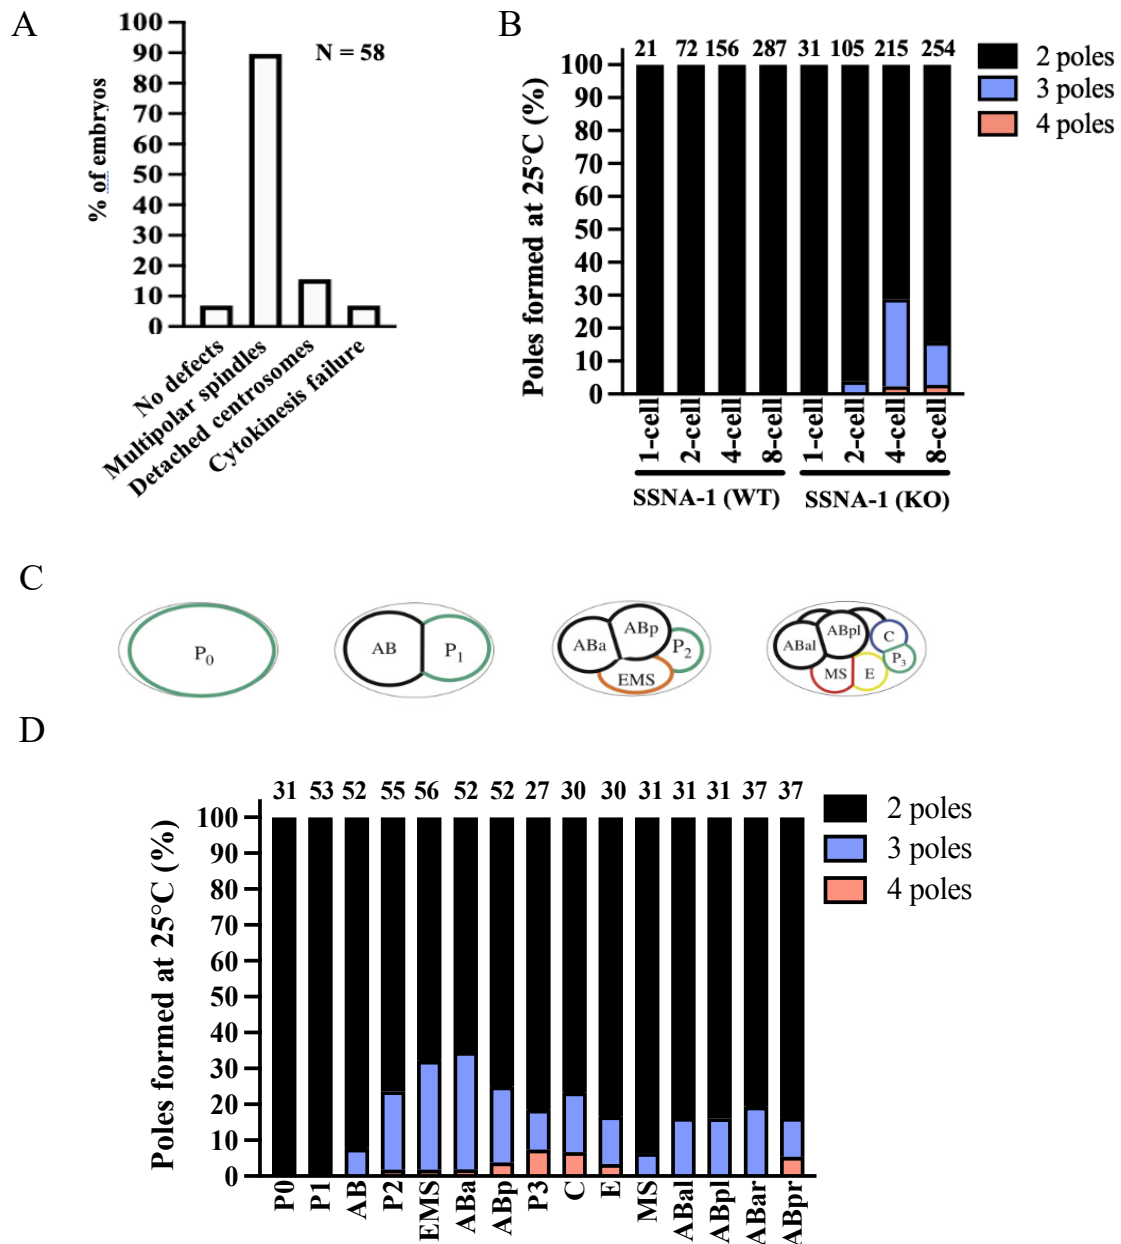 A
100
90
80
70
60
50
40
30
20
10
0
% of embryos
N = 58
No defects
Multipolar spindles
Detached centrosomes
Cytokinesis failure
B
21 72 156 287 31 105 215 254
100
90
80
70
60
50
40
30
20
10
0
Poles formed at 25°C (%)
2 poles
3 poles
4 poles
1-cell
2-cell
4-cell
8-cell
1-cell
2-cell
4-cell
8-cell
SSNA-1 (WT)
SSNA-1 (KO)
C
P0
AB
P1
ABa
ABp
P2
EMS
ABal
ABpl
C
P3
MS
E
D
31 53 52 55 56 52 52 27 30 30 31 31 31 37 37
100
90
80
70
60
50
40
30
20
10
0
Poles formed at 25°C (%)
2 poles
3 poles
4 poles
P0
P1
AB
P2
EMS
ABa
ABp
P3
C
E
MS
ABal
ABpl
ABar
ABpr